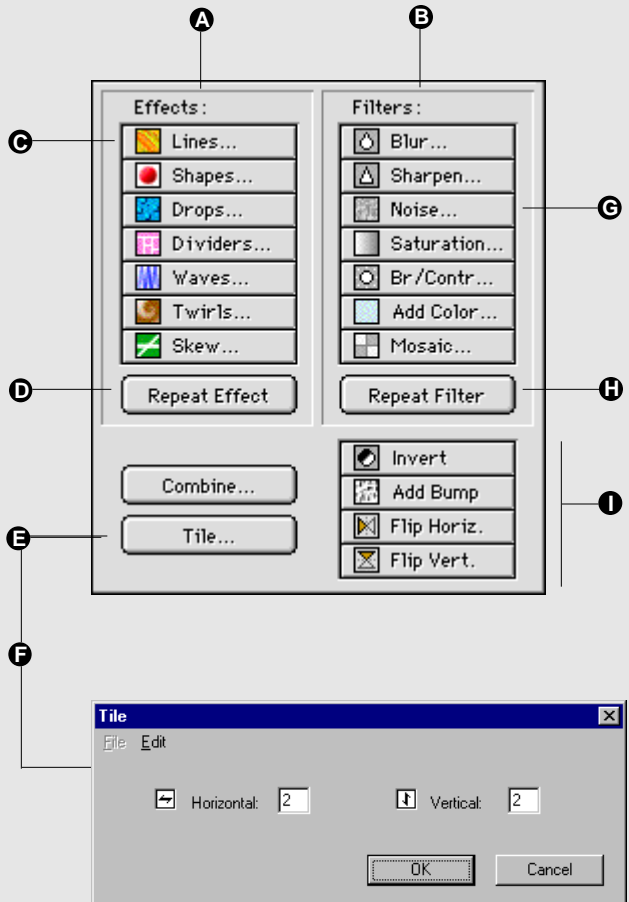 A
B
Effects:
Filters:
C
Lines...
Shapes...
Drops...
Dividers...
Waves...
Twirls...
Skew...
Blur...
Sharpen...
Noise...
Saturation...
Br/Contr...
Add Color...
Mosaic...
G
D
Repeat Effect
Repeat Filter
H
Combine...
Tile...
Invert
Add Bump
Flip Horiz.
Flip Vert.
I
E
F
Tile
File Edit
Horizontal: 2 Vertical: 2
OK Cancel